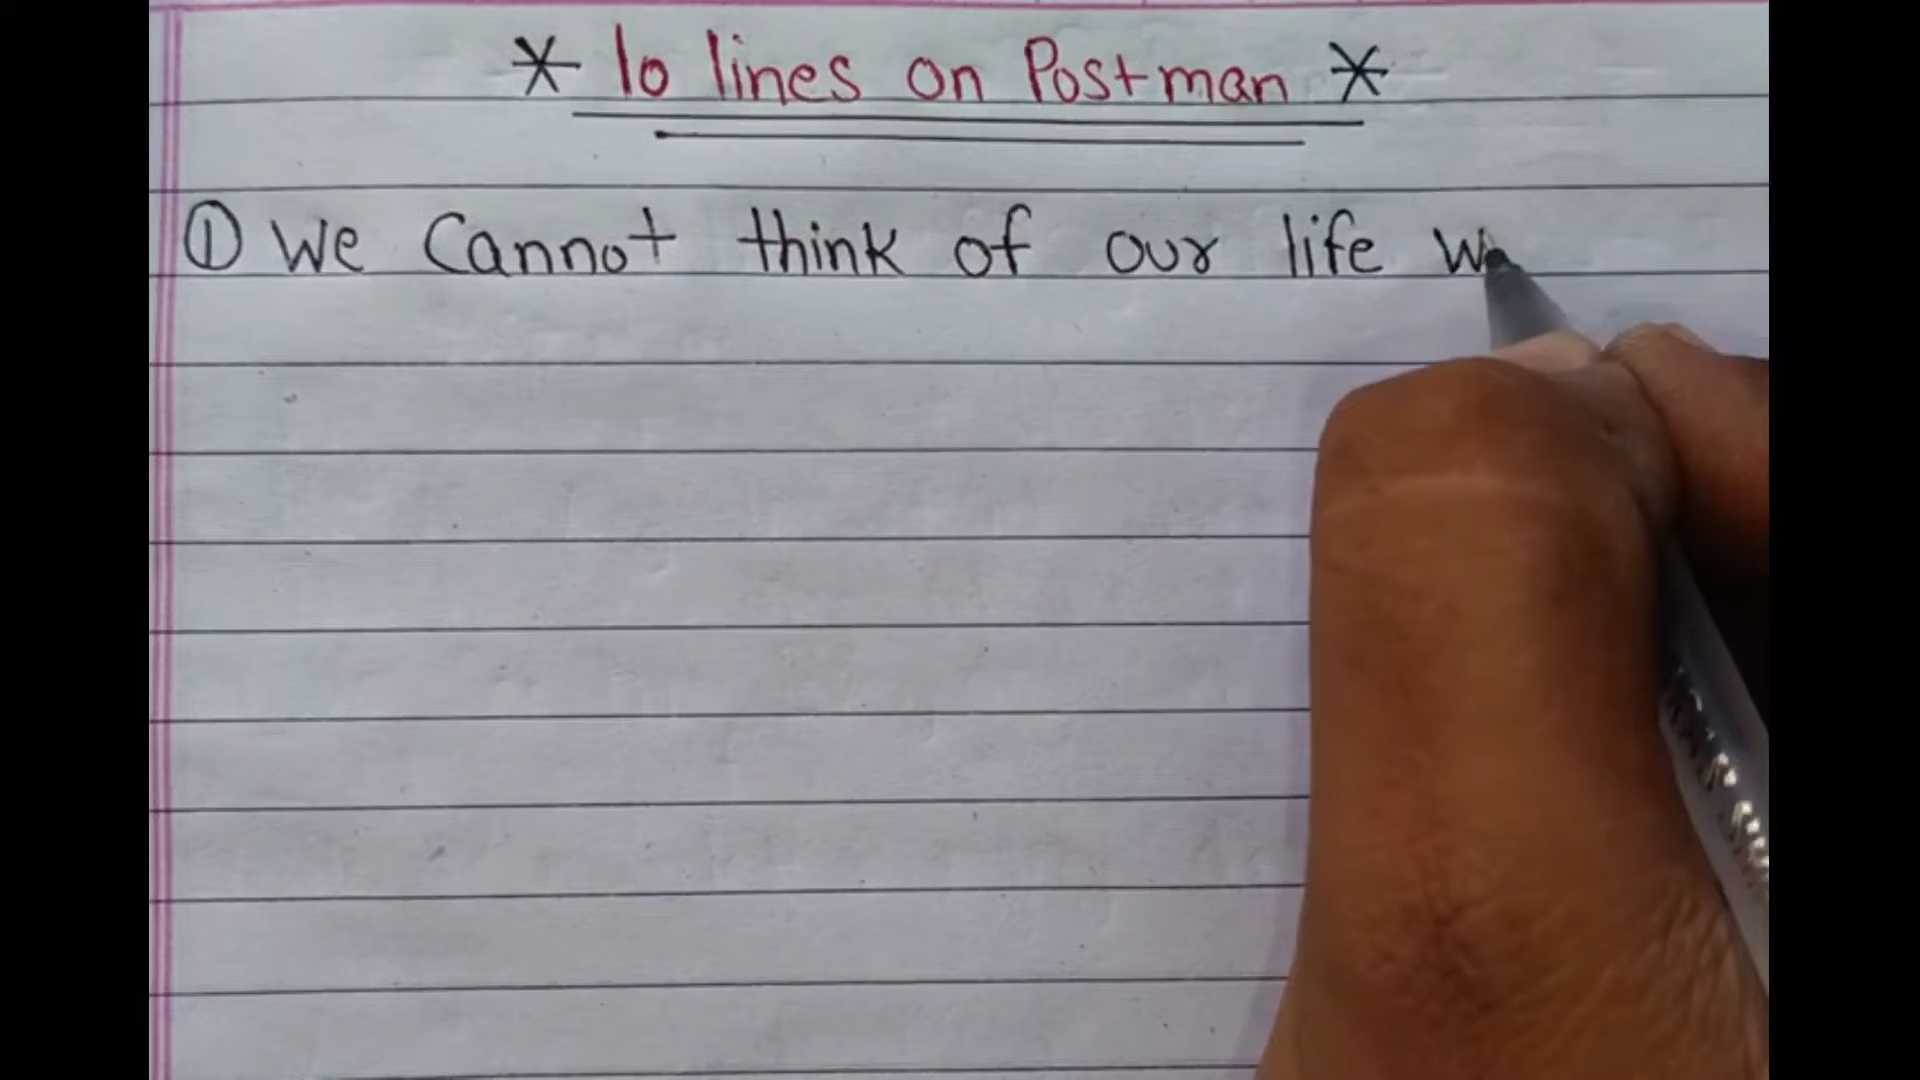 * 10 lines on Postman *
① We Cannot think of our life